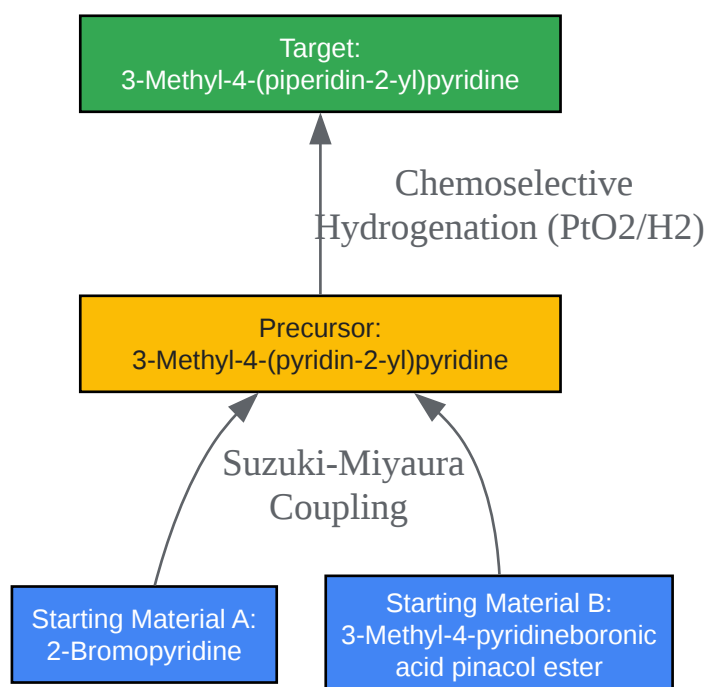 Target:
3-Methyl-4-(piperidin-2-yl)pyridine
Chemoselective
Hydrogenation (PtO2/H2)
Precursor:
3-Methyl-4-(pyridin-2-yl)pyridine
Suzuki-Miyaura
Coupling
Starting Material A:
2-Bromopyridine
Starting Material B:
3-Methyl-4-pyridineboronic
acid pinacol ester